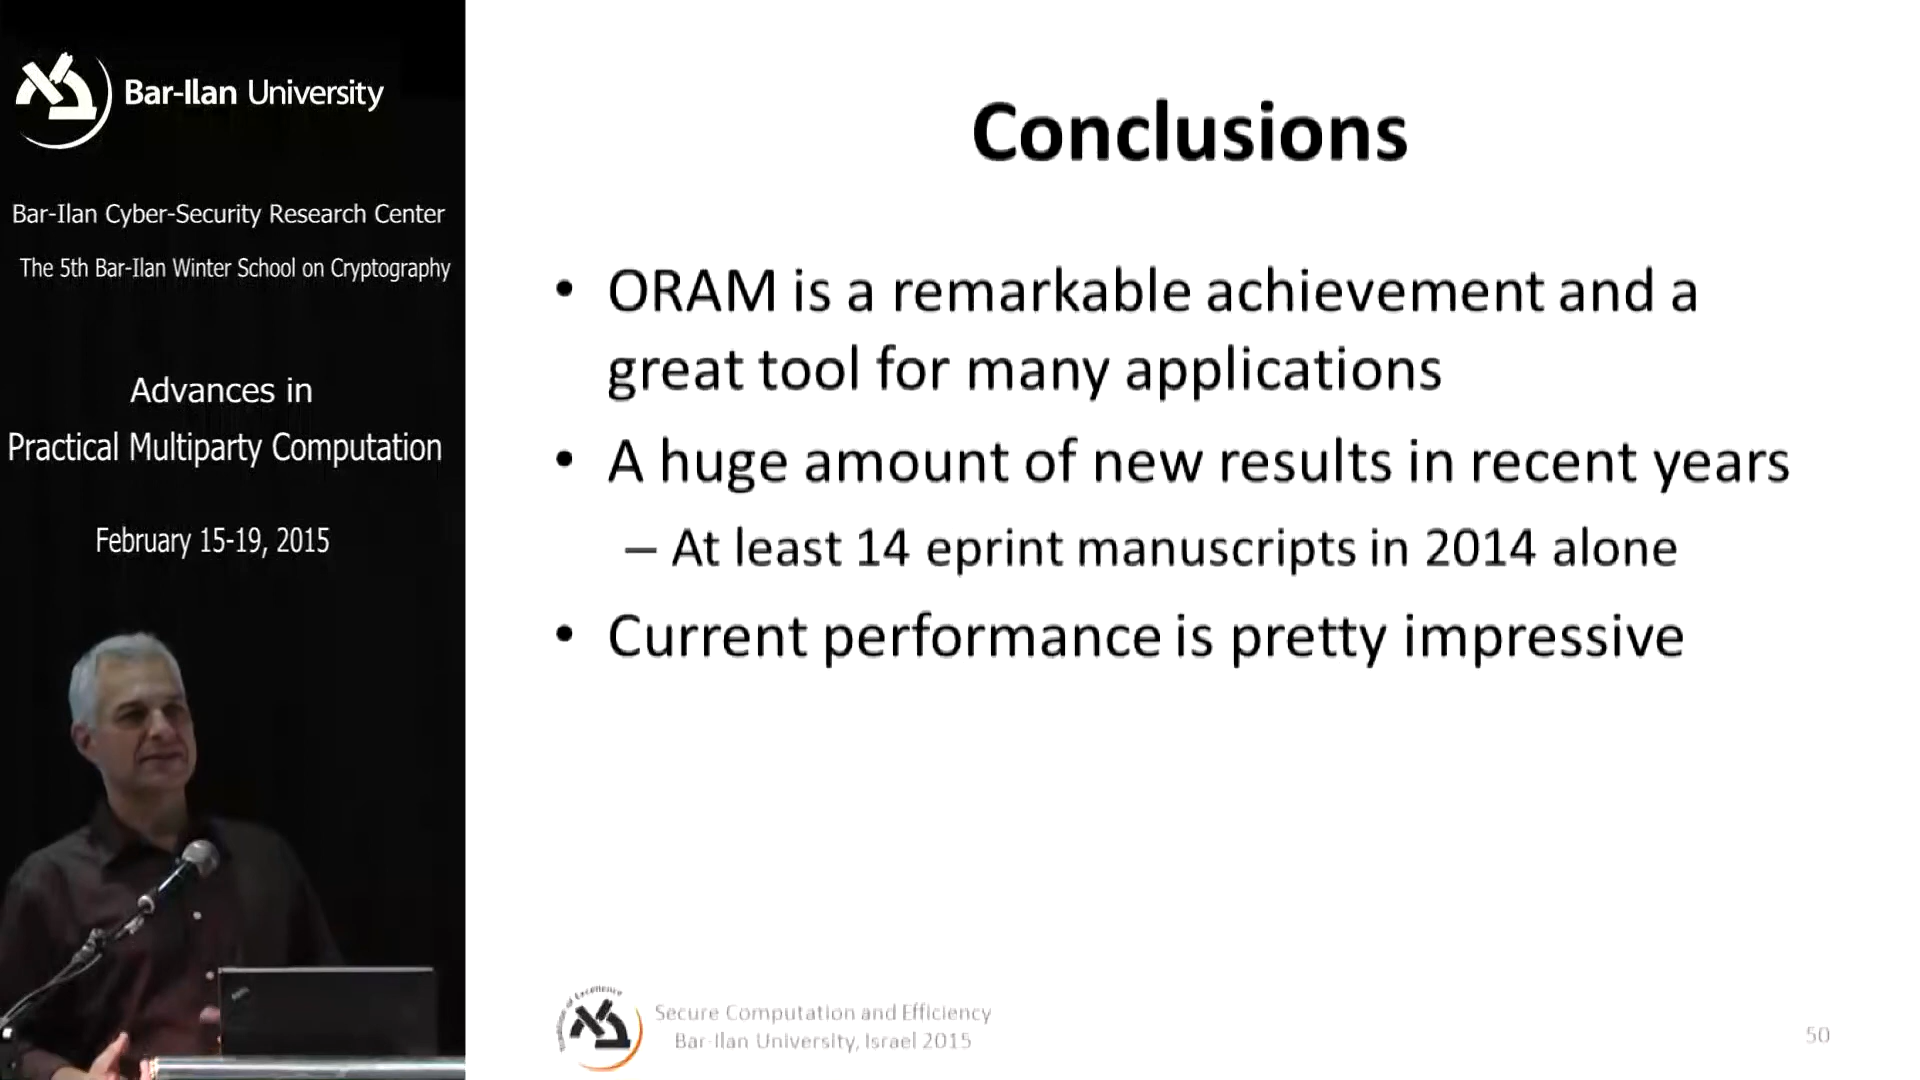 Bar-Ilan University
Bar-Ilan Cyber-Security Research Center
The 5th Bar-Ilan Winter School on Cryptography
Advances in
Practical Multiparty Computation
February 15-19, 2015
Conclusions
• ORAM is a remarkable achievement and a
great tool for many applications
• A huge amount of new results in recent years
– At least 14 eprint manuscripts in 2014 alone
• Current performance is pretty impressive
Secure Computation and Efficiency
Bar-Ilan University, Israel 2015
50